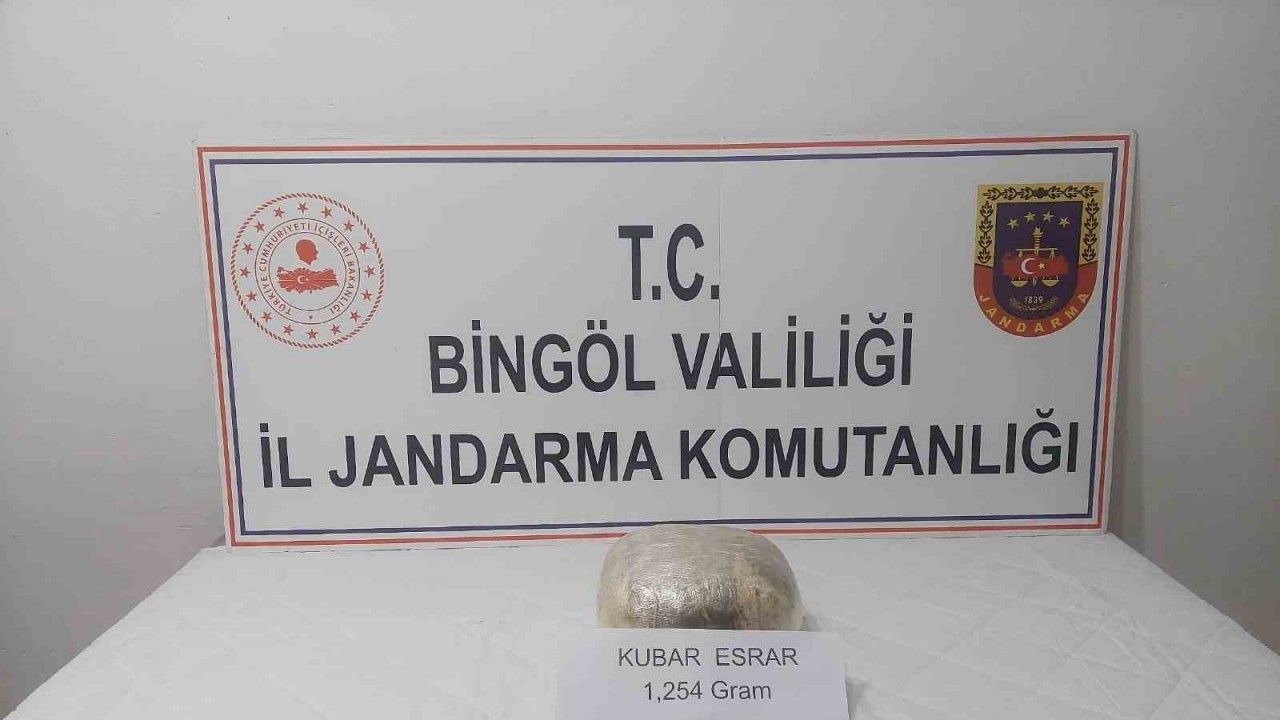 T.C.
BİNGÖL VALİLİĞİ
İL JANDARMA KOMUTANLIĞI
TÜRKİYE CUMHURİYETİ İÇİŞLERİ BAKANLIĞI
1839
JANDARMA
KUBAR ESRAR
1,254 Gram